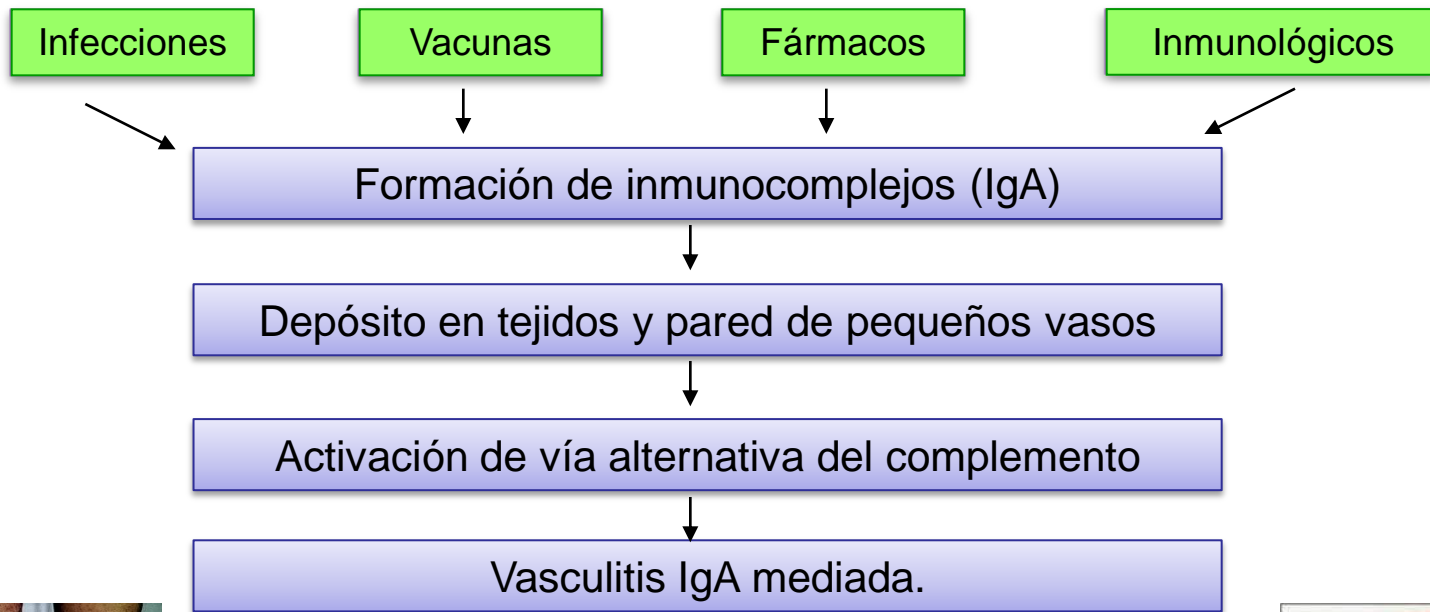 Infecciones
Vacunas
Fármacos
Inmunológicos
Formación de inmunocomplejos (IgA)
Depósito en tejidos y pared de pequeños vasos
Activación de vía alternativa del complemento
Vasculitis IgA mediada.